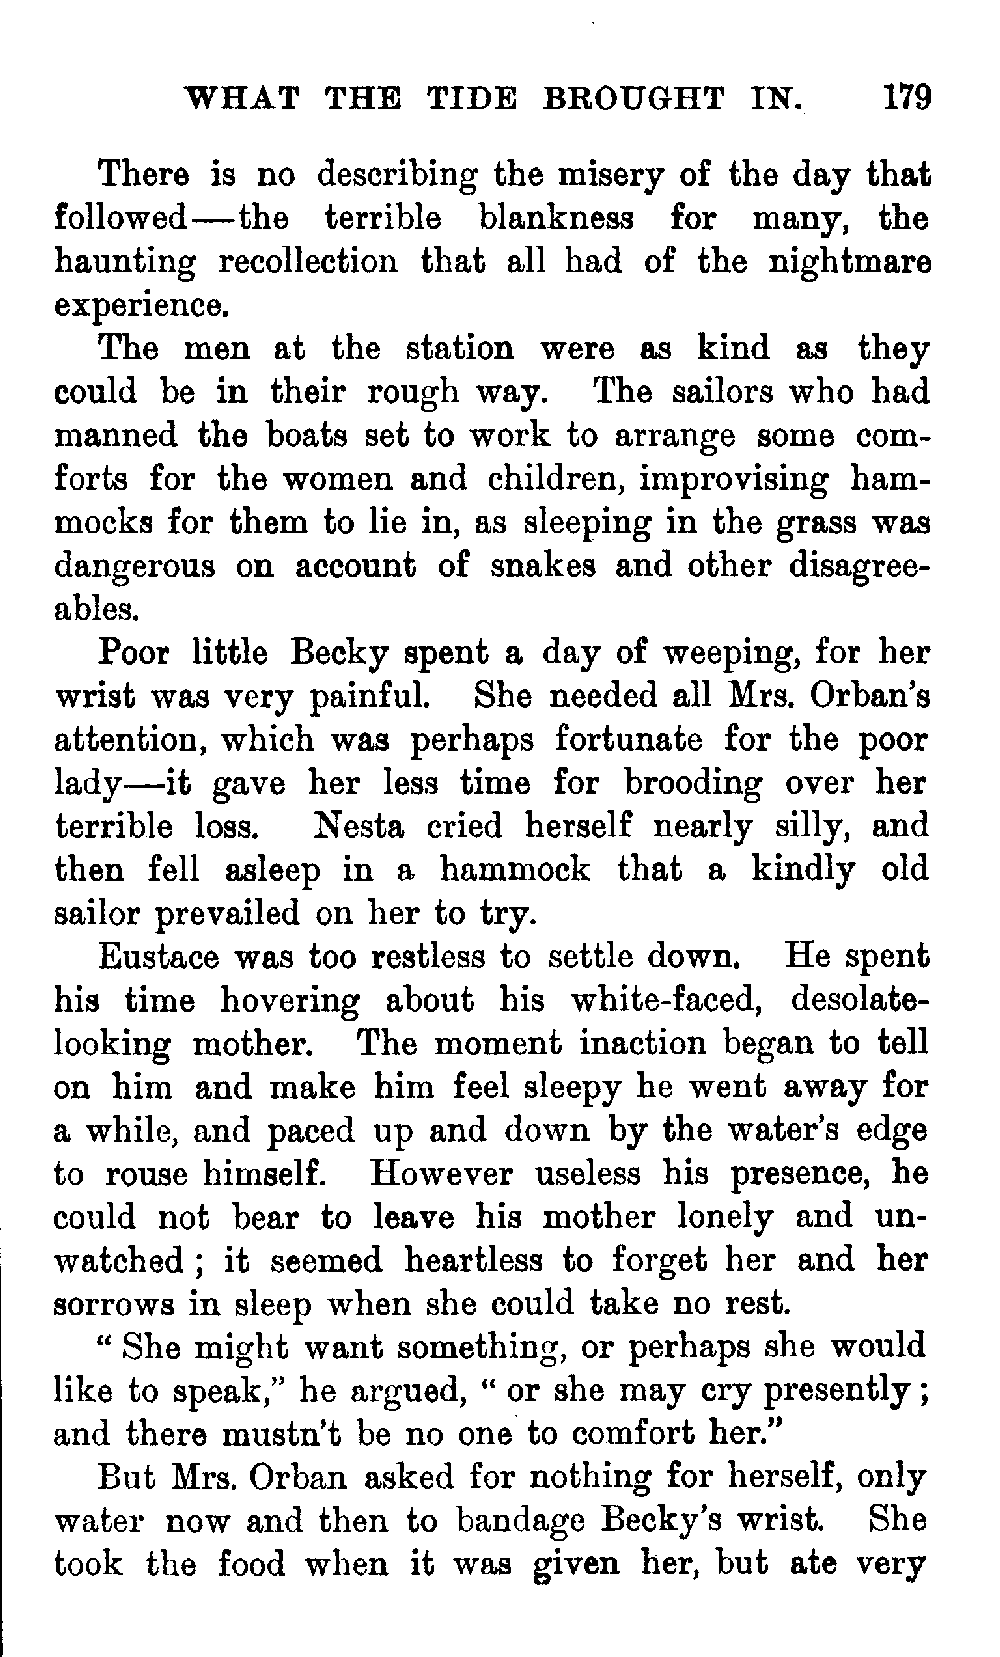 WHAT THE TIDE BROUGHT IN. 179
There is no describing the misery of the day that
followed—the terrible blankness for many, the
haunting recollection that all had of the nightmare
experience.
The men at the station were as kind as they
could be in their rough way. The sailors who had
manned the boats set to work to arrange some com-
forts for the women and children, improvising ham-
mocks for them to lie in, as sleeping in the grass was
dangerous on account of snakes and other disagree-
ables.
Poor little Becky spent a day of weeping, for her
wrist was very painful. She needed all Mrs. Orban's
attention, which was perhaps fortunate for the poor
lady—it gave her less time for brooding over her
terrible loss. Nesta cried herself nearly silly, and
then fell asleep in a hammock that a kindly old
sailor prevailed on her to try.
Eustace was too restless to settle down. He spent
his time hovering about his white-faced, desolate-
looking mother. The moment inaction began to tell
on him and make him feel sleepy he went away for
a while, and paced up and down by the water's edge
to rouse himself. However useless his presence, he
could not bear to leave his mother lonely and un-
watched ; it seemed heartless to forget her and her
sorrows in sleep when she could take no rest.
" She might want something, or perhaps she would
like to speak," he argued, " or she may cry presently ;
and there mustn't be no one to comfort her."
But Mrs. Orban asked for nothing for herself, only
water now and then to bandage Becky's wrist. She
took the food when it was given her, but ate very